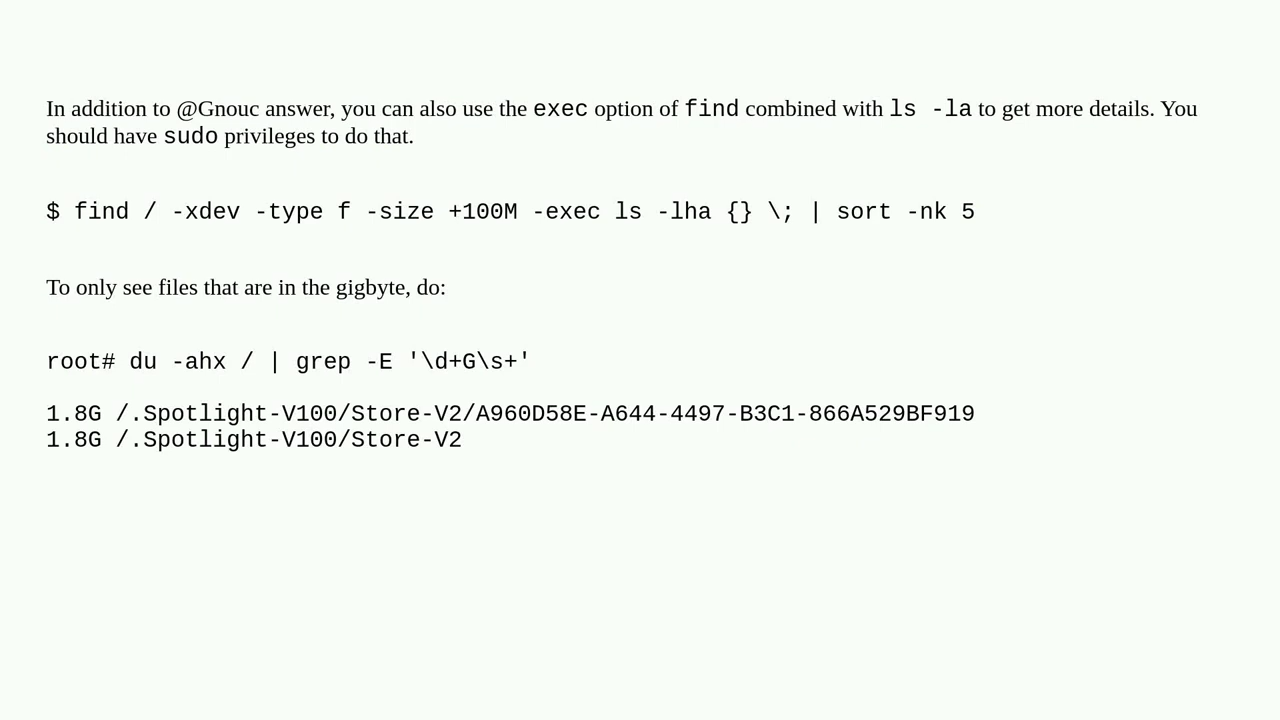 In addition to @Gnouc answer, you can also use the exec option of find combined with ls -la to get more details. You
should have sudo privileges to do that.
$ find / -xdev -type f -size +100M -exec ls -lha {} \; | sort -nk 5
To only see files that are in the gigbyte, do:
root# du -ahx / | grep -E '\d+G\s+'
1.8G /.Spotlight-V100/Store-V2/A960D58E-A644-4497-B3C1-866A529BF919
1.8G /.Spotlight-V100/Store-V2